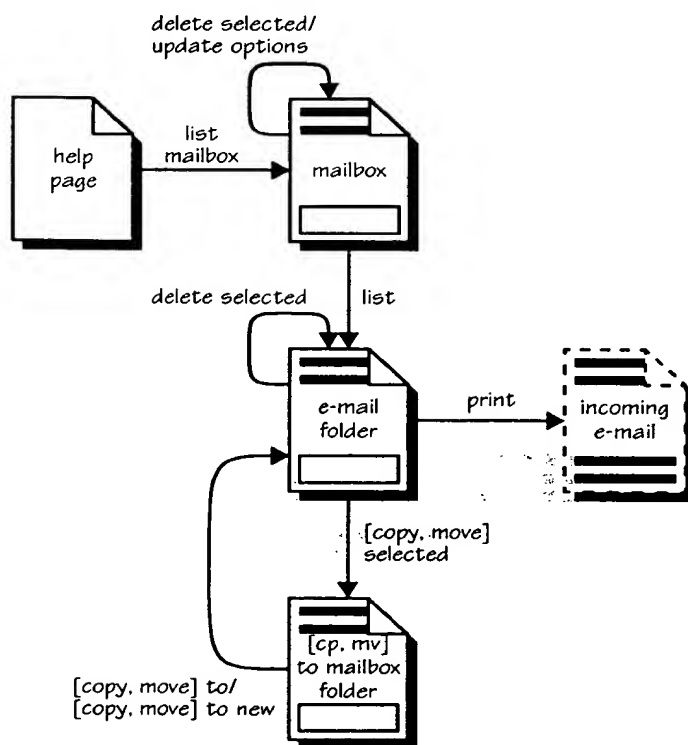 delete selected/
update options
help
page
list
mailbox
mailbox
delete selected
list
e-mail
folder
print
incoming
e-mail
[copy, move]
selected
[cp, mv]
to mailbox
folder
[copy, move] to/
[copy, move] to new